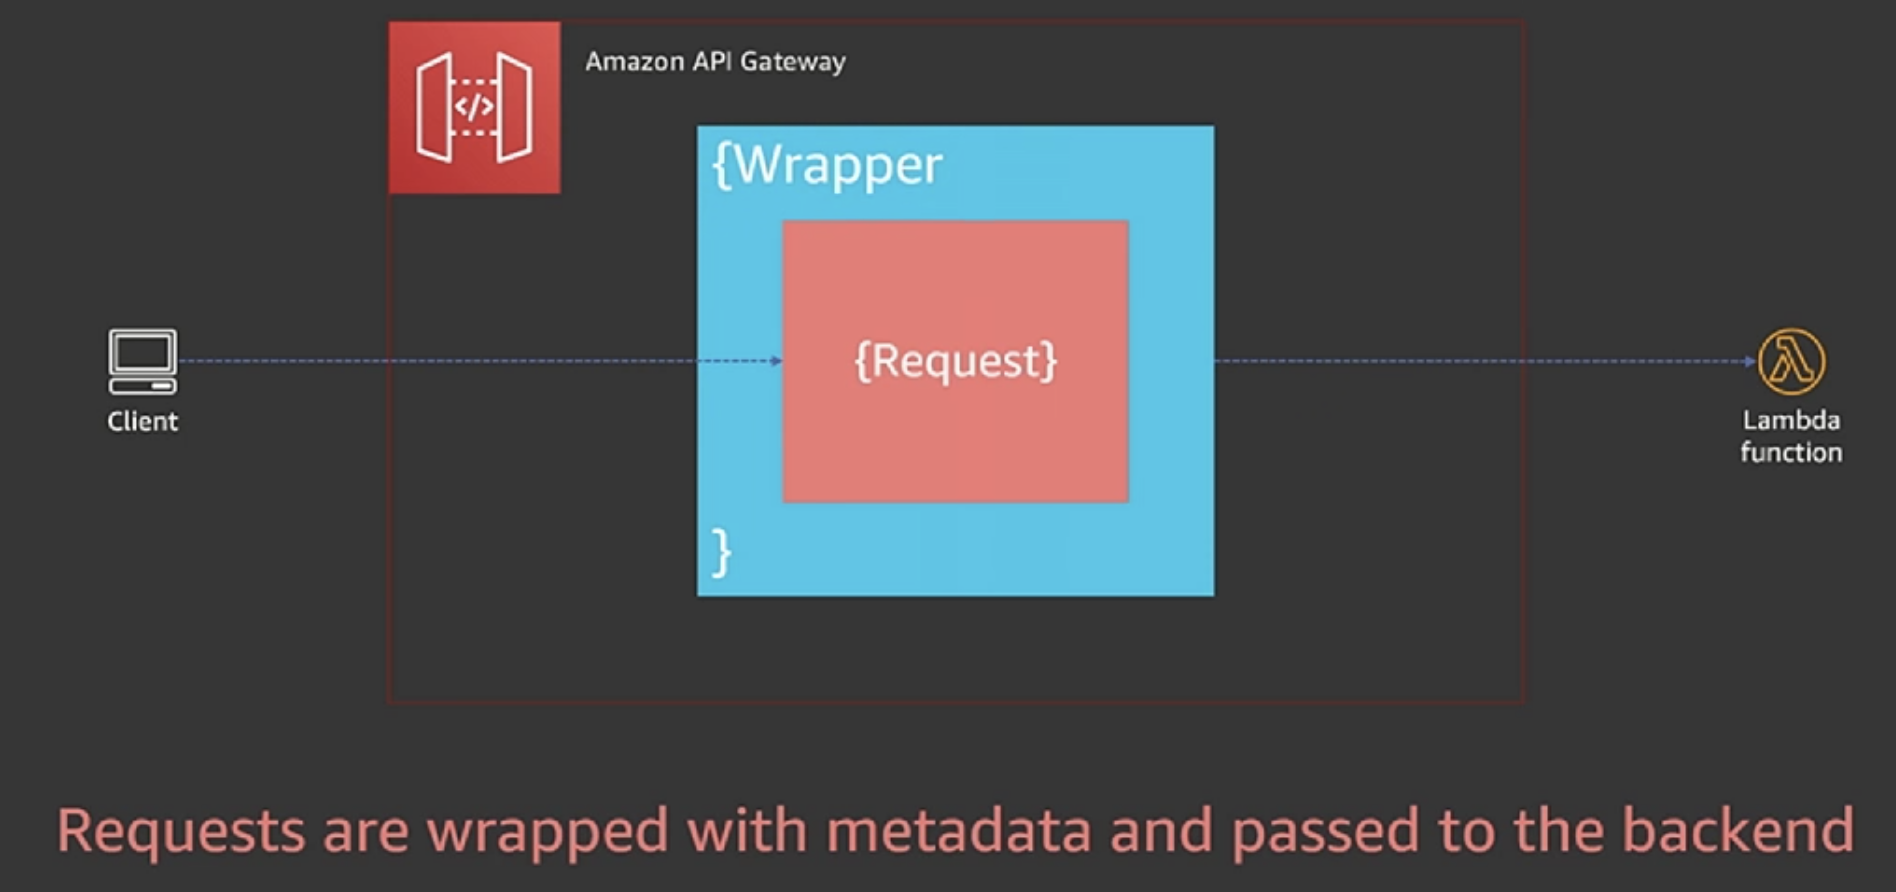 </>
Amazon API Gateway
{Wrapper
{Request}
}
Client
Lambda
function
Requests are wrapped with metadata and passed to the backend